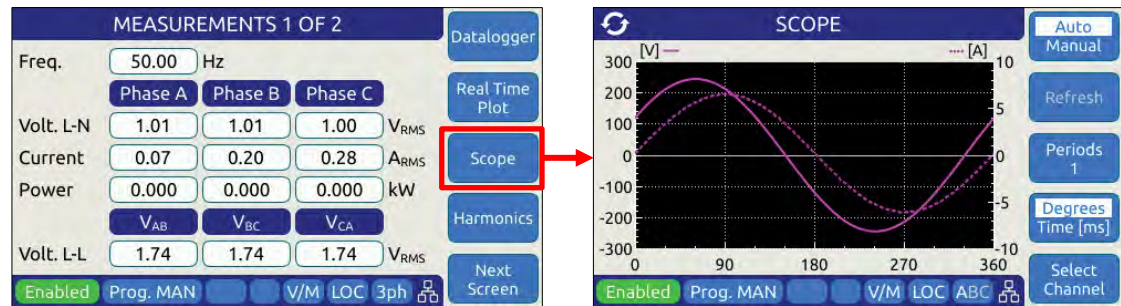 MEASUREMENTS 1 OF 2
Freq. 50.00 Hz
Phase A Phase B Phase C
Volt. L-N 1.01 1.01 1.00 VRMS
Current 0.07 0.20 0.28 ARMS
Power 0.000 0.000 0.000 kW
VAB VBC VCA
Volt. L-L 1.74 1.74 1.74 VRMS
Enabled Prog. MAN V/M LOC 3ph
Datalogger
Real Time
Plot
Scope
Harmonics
Next
Screen
SCOPE
[V] [A]
300 10
200
5
100
0 0
-100
-5
-200
-300 -10
0 90 180 270 360
Enabled Prog. MAN V/M LOC ABC
Auto
Manual
Refresh
Periods
1
Degrees
Time [ms]
Select
Channel